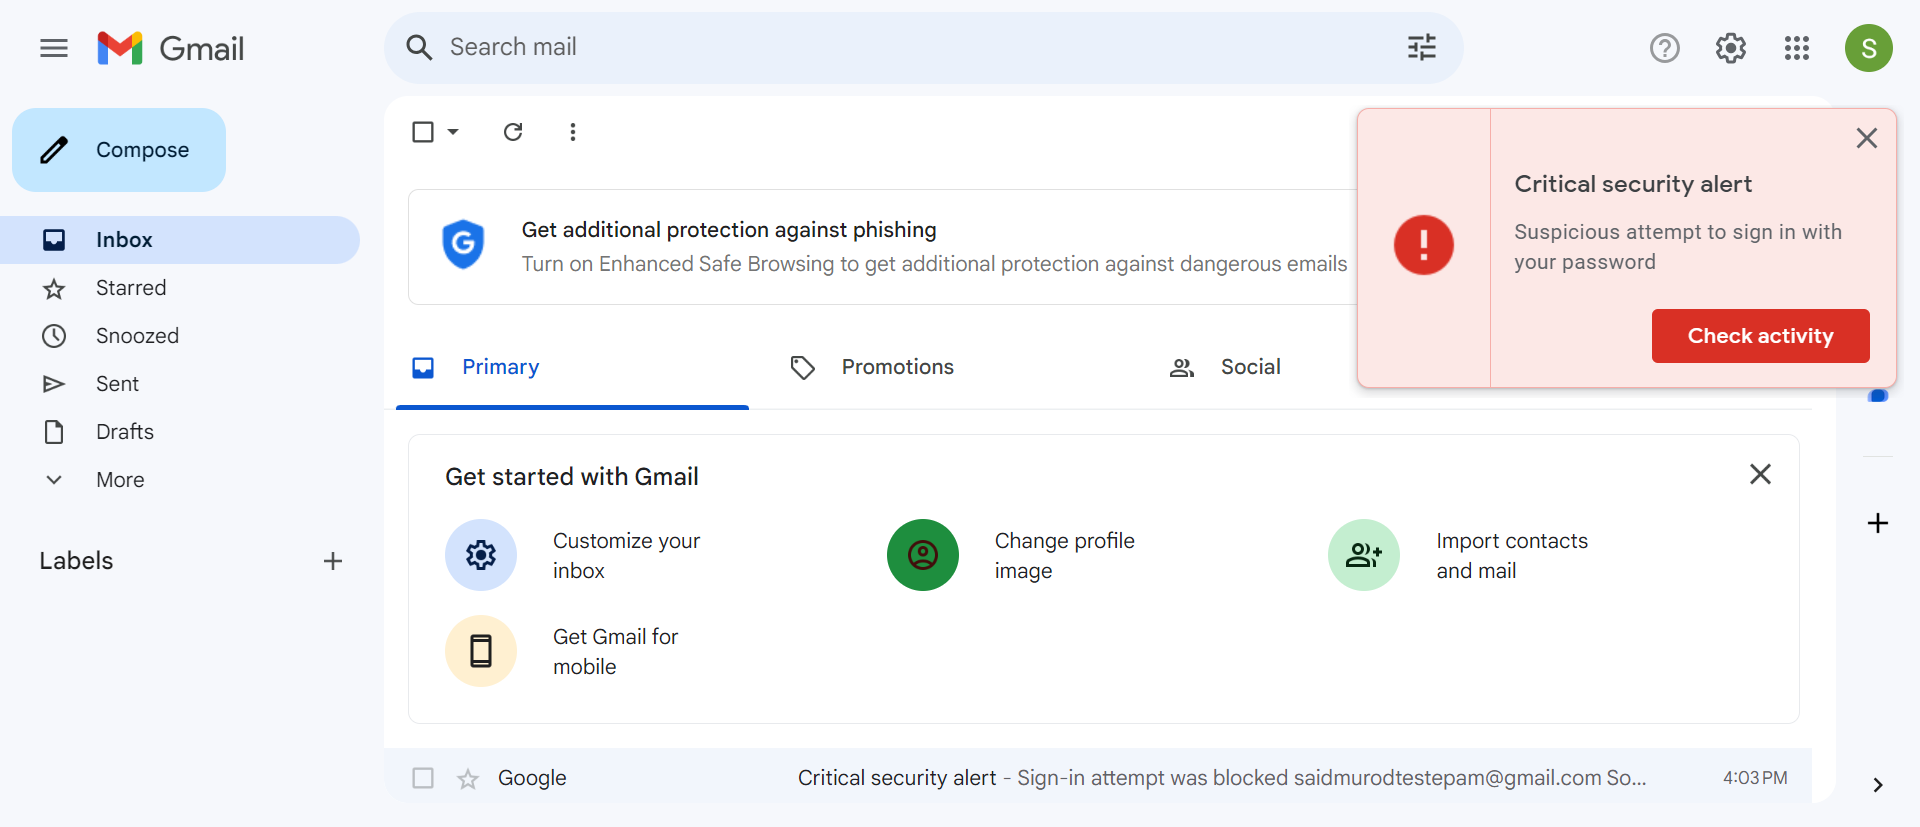 Gmail
Search mail
S
Compose
Inbox
Starred
Snoozed
Sent
Drafts
More
Labels
Get additional protection against phishing
Turn on Enhanced Safe Browsing to get additional protection against dangerous emails
Critical security alert
Suspicious attempt to sign in with
your password
Check activity
Primary
Promotions
Social
Get started with Gmail
Customize your
inbox
Change profile
image
Import contacts
and mail
Get Gmail for
mobile
Google
Critical security alert - Sign-in attempt was blocked saidmurodtestepam@gmail.com So...
4:03 PM